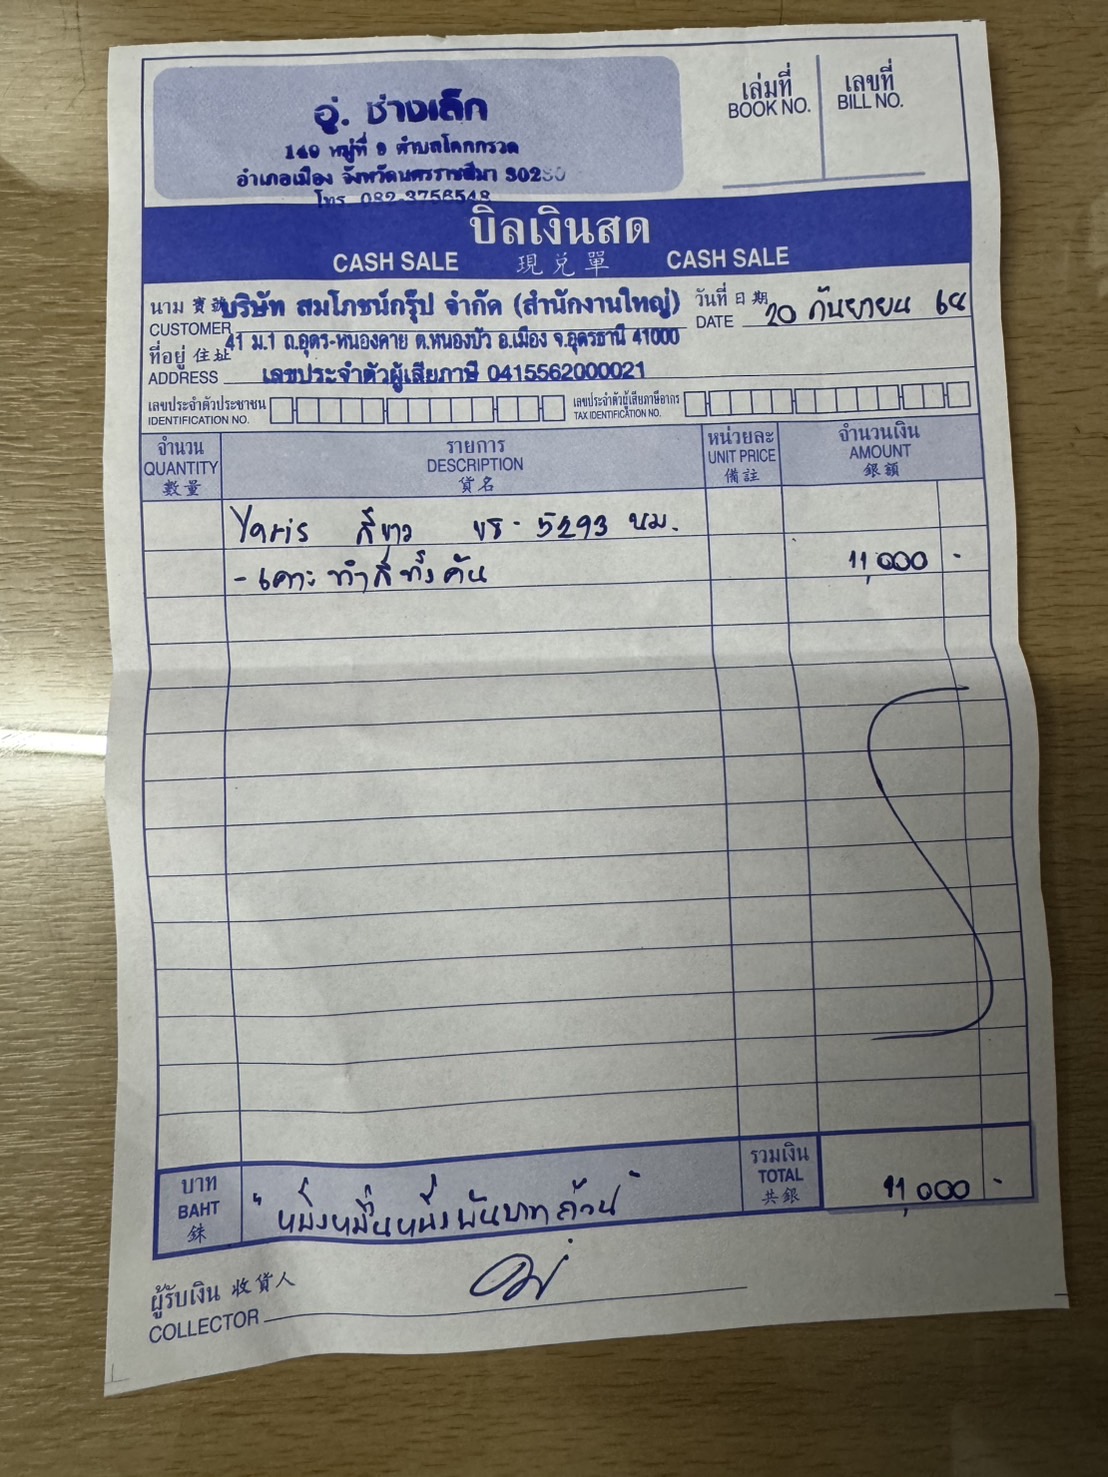 อู่. ช่างเล็ก
149 หมู่ที่ 9 ตำบลโคกกรวด
อำเภอเมือง จังหวัดนครราชสีมา 30280
โทร. 082-3756548
เล่มที่
BOOK NO.
เลขที่
BILL NO.
บิลเงินสด
CASH SALE 現兌單 CASH SALE
นาม 寶號 บริษัท สมโภชน์กรุ๊ป จำกัด (สำนักงานใหญ่)
CUSTOMER
วันที่ 日期 20 กันยายน 64
DATE
ที่อยู่ 住址 41 ม.1 ถ.อุดร-หนองคาย ต.หนองบัว อ.เมือง จ.อุดรธานี 41000
ADDRESS เลขประจำตัวผู้เสียภาษี 0415562000021
เลขประจำตัวประชาชน
IDENTIFICATION NO.
เลขประจำตัวผู้เสียภาษีอากร
TAX IDENTIFICATION NO.
จำนวน
QUANTITY
數量
รายการ
DESCRIPTION
貨名
หน่วยละ
UNIT PRICE
備註
จำนวนเงิน
AMOUNT
銀額
Yaris สีขาว 5293 นม.
- เคาะ ทำสี ทั้งคัน 11,000 -
บาท
BAHT
銖
"หนึ่งหมื่นหนึ่งพันบาทถ้วน"
รวมเงิน
TOTAL
共銀
11,000 -
ผู้รับเงิน 收貨人
COLLECTOR